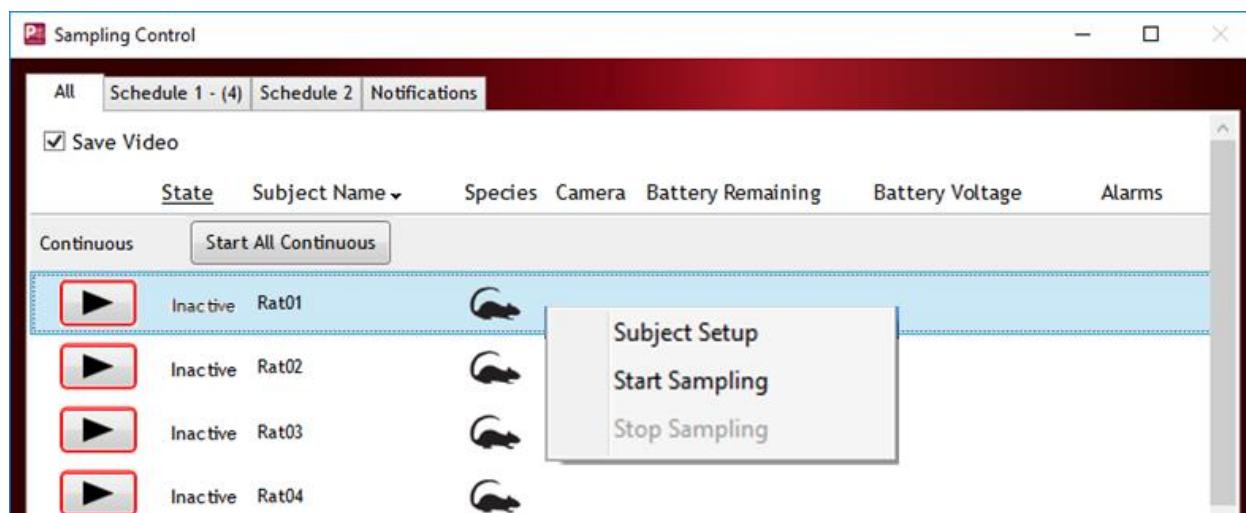 Sampling Control
All Schedule 1 - (4) Schedule 2 Notifications
Save Video
State Subject Name Species Camera Battery Remaining Battery Voltage Alarms
Continuous Start All Continuous
Inactive Rat01
Subject Setup
Inactive Rat02
Start Sampling
Inactive Rat03
Stop Sampling
Inactive Rat04